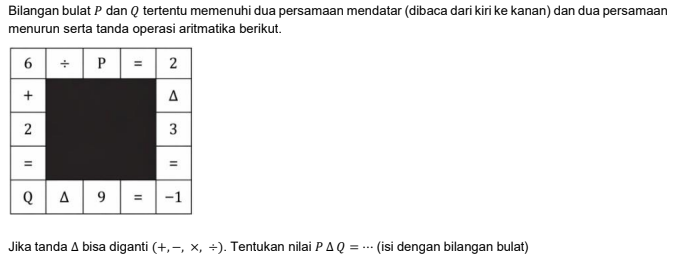 Bilangan bulat P dan Q tertentu memenuhi dua persamaan mendatar (dibaca dari kiri ke kanan) dan dua persamaan
menurun serta tanda operasi aritmatika berikut.
6 ÷ P = 2
+ Δ
2 3
= =
Q Δ 9 = −1
Jika tanda Δ bisa diganti (+, −, ×, ÷). Tentukan nilai P Δ Q = ⋯ (isi dengan bilangan bulat)